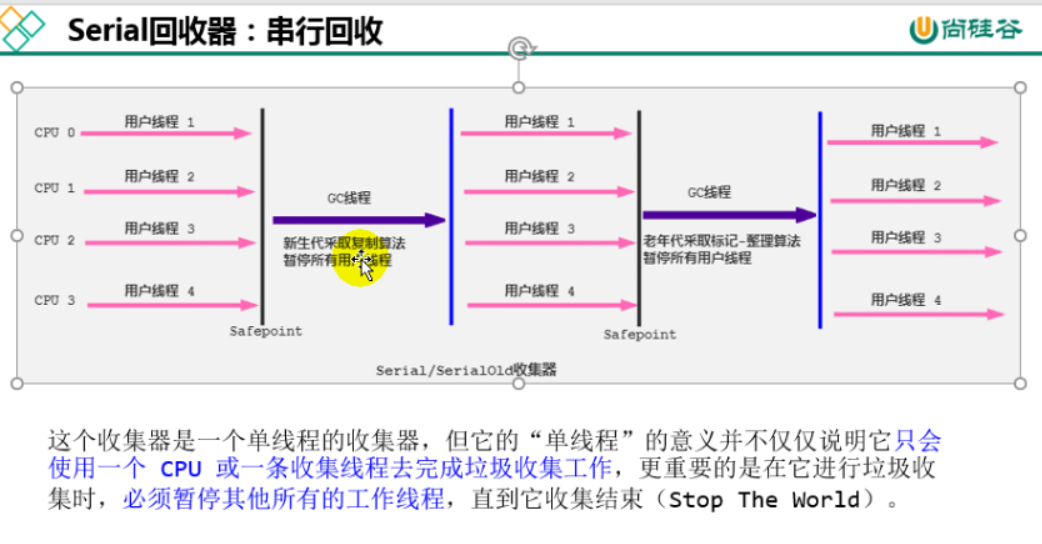 Serial回收器：串行回收
尚硅谷
CPU 0
用户线程 1
用户线程 1
用户线程 1
CPU 1
用户线程 2
用户线程 2
用户线程 2
GC线程
GC线程
CPU 2
用户线程 3
用户线程 3
用户线程 3
新生代采取复制算法
暂停所有用户线程
老年代采取标记-整理算法
暂停所有用户线程
CPU 3
用户线程 4
用户线程 4
用户线程 4
Safepoint
Safepoint
Serial/SerialOld收集器
这个收集器是一个单线程的收集器，但它的“单线程”的意义并不仅仅说明它只会
使用一个 CPU 或一条收集线程去完成垃圾收集工作，更重要的是在它进行垃圾收
集时，必须暂停其他所有的工作线程，直到它收集结束（Stop The World）。